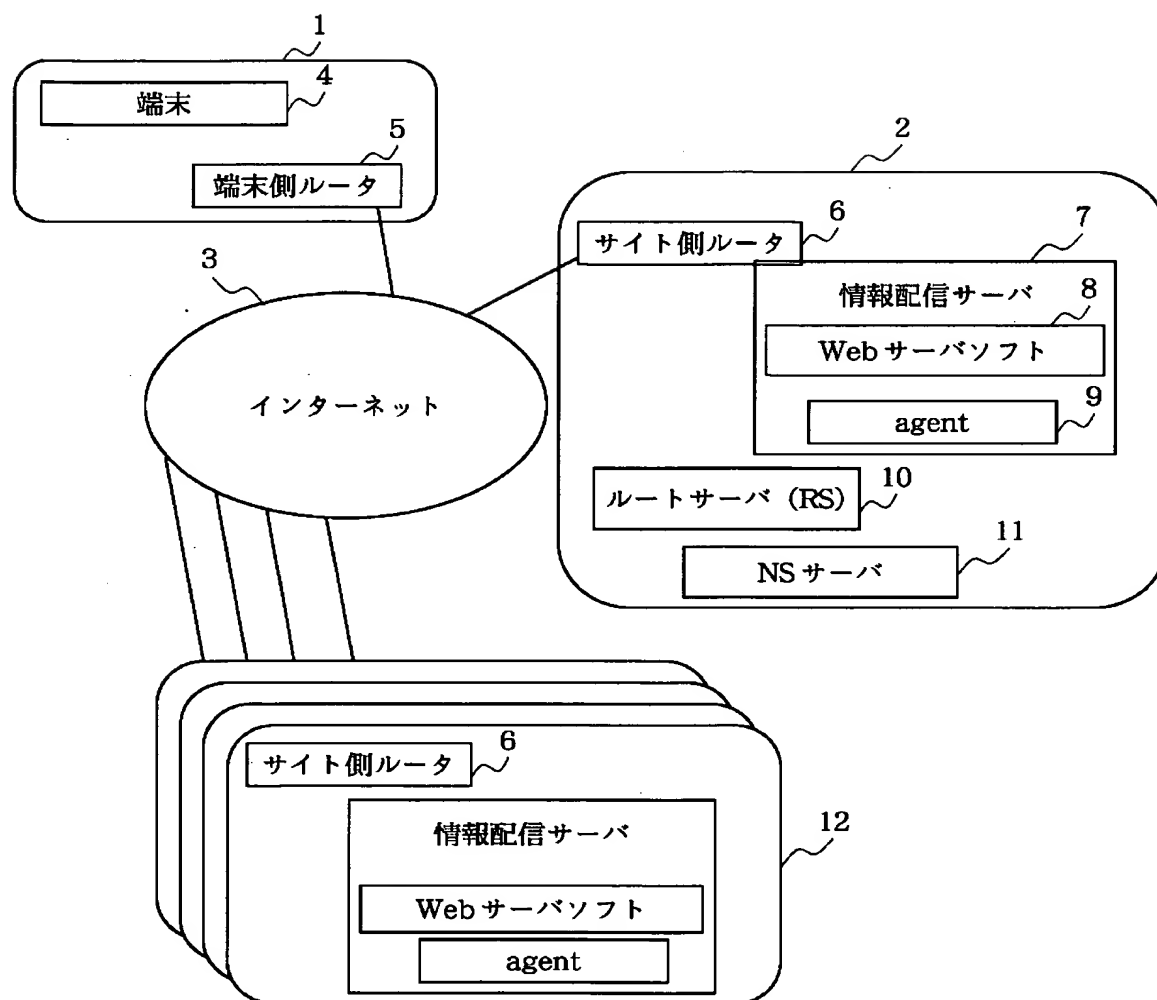 1
端末
4
端末側ルータ
5
2
サイト側ルータ
6
7
情報配信サーバ
8
Webサーバソフト
9
agent
3
インターネット
ルートサーバ（RS）
10
NSサーバ
11
サイト側ルータ
6
12
情報配信サーバ
Webサーバソフト
agent